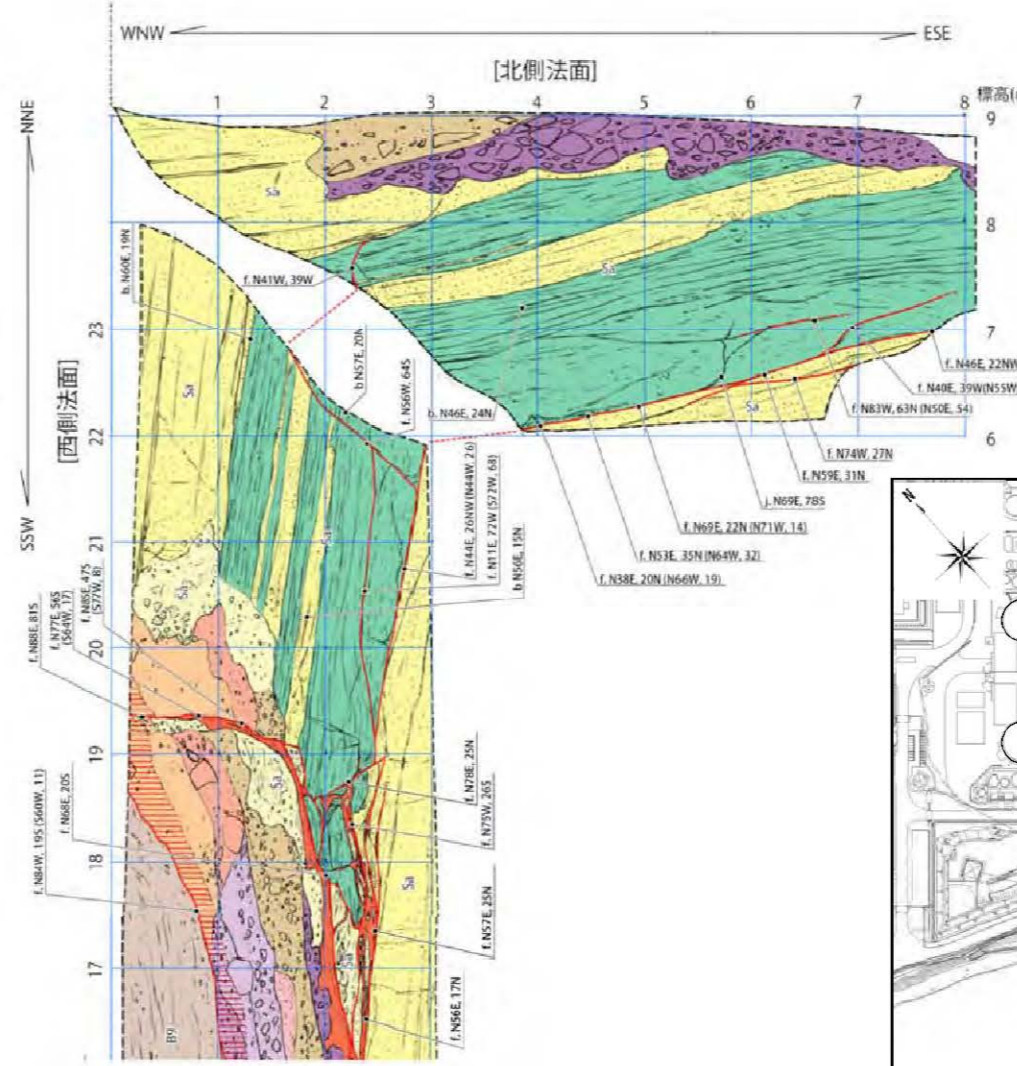 WNW
ESE
[北側法面]
NNE
1 2 3 4 5 6 7 8
標高(
9
8
7
6
Sa
Sa
Sa
f. N41W, 39W
b. N46E, 24N
f. N46E, 22NW
f. N40E, 39W(N55W
f. N83W, 63N (N50E, 54)
f. N74W, 27N
f. N59E, 31N
j. N69E, 78S
f. N69E, 22N (N71W, 14)
f. N53E, 35N(N64W, 32)
f. N38E, 20N (N66W, 19)
[西側法面]
SSW
23
22
21
20
19
18
17
b. N60E, 19N
b N57E, 20N
f. N56W, 64S
f. N44E, 26NW (N44W, 26)
f. N11E, 72W (S72W, 68)
b N56E, 15N
f. N88E, 81S
f. N77E, 56S
(S64W, 17)
f. N85E, 47S
(S77W, 8)
f. N84W, 19S (S60W, 11)
f. N68E, 20S
f. N78E, 25N
f. N75W, 26S
f. N57E, 25N
f. N56E, 17N
Sa
Sa
Sa
Sa
Sa
Sa
N